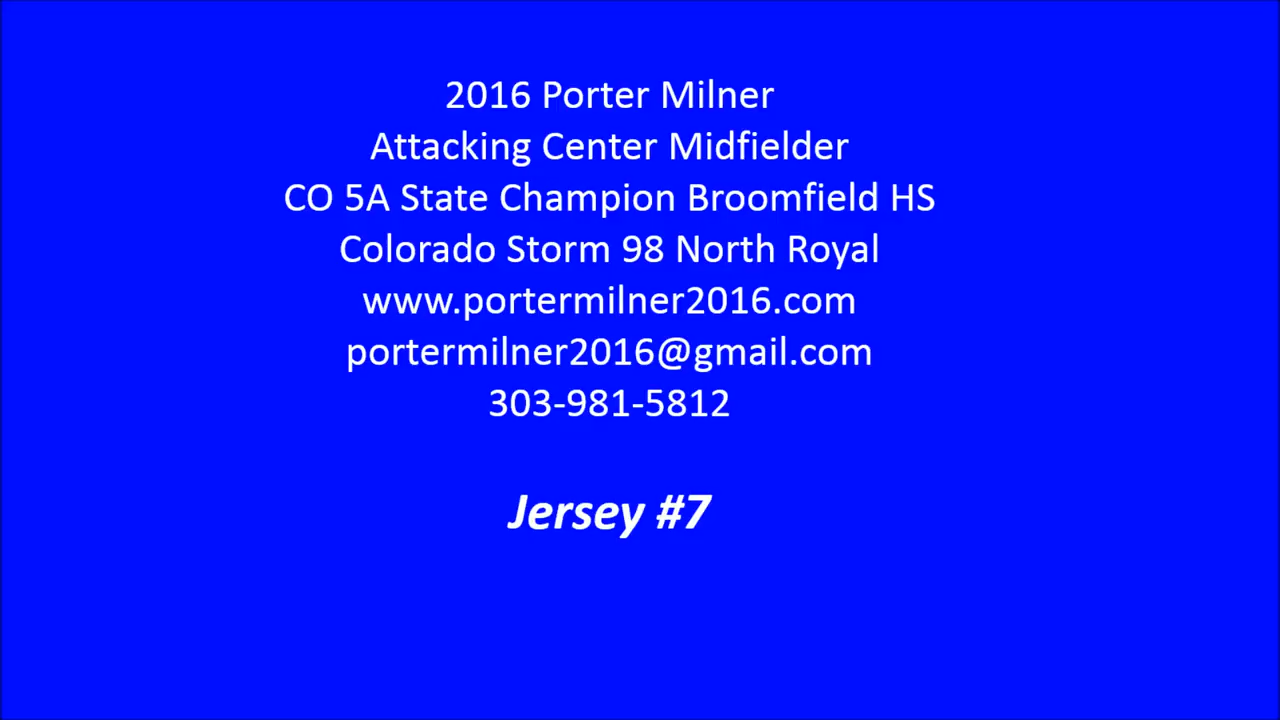 2016 Porter Milner
Attacking Center Midfielder
CO 5A State Champion Broomfield HS
Colorado Storm 98 North Royal
www.portermilner2016.com
portermilner2016@gmail.com
303-981-5812
Jersey #7